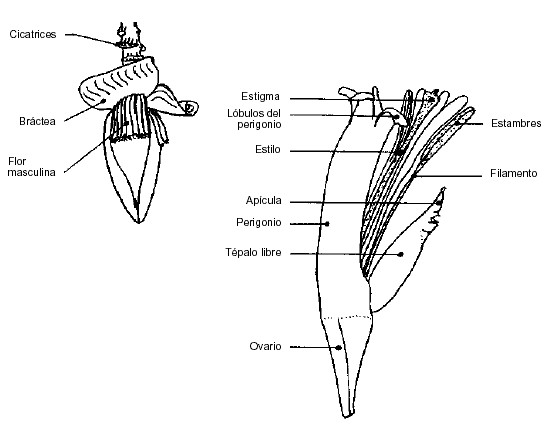 Cicatrices
Bráctea
Flor
masculina
Estigma
Lóbulos del
perigonio
Estilo
Apícula
Perigonio
Tépalo libre
Ovario
Estambres
Filamento